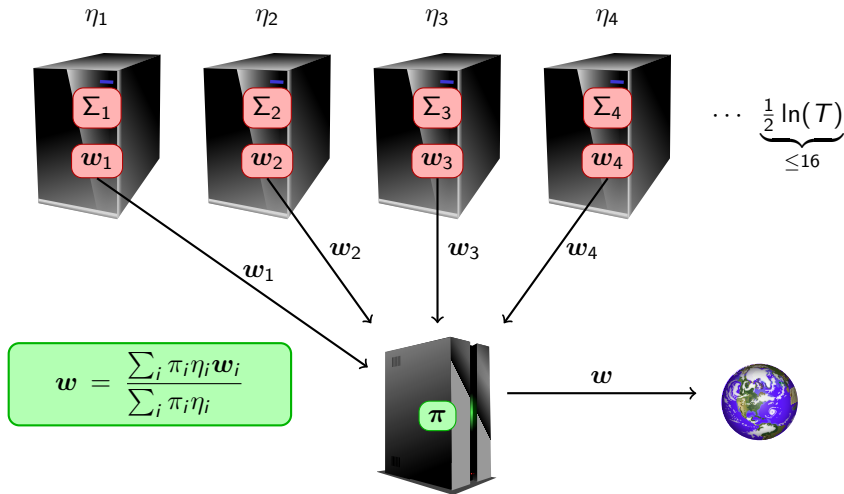 η₁ η₂ η₃ η₄
Σ₁ Σ₂ Σ₃ Σ₄ ⋯ ½ ln(T)
w₁ w₂ w₃ w₄ ≤16
w₁ w₂ w₃ w₄
w = ∑ᵢ πᵢηᵢwᵢ / ∑ᵢ πᵢηᵢ
π
w